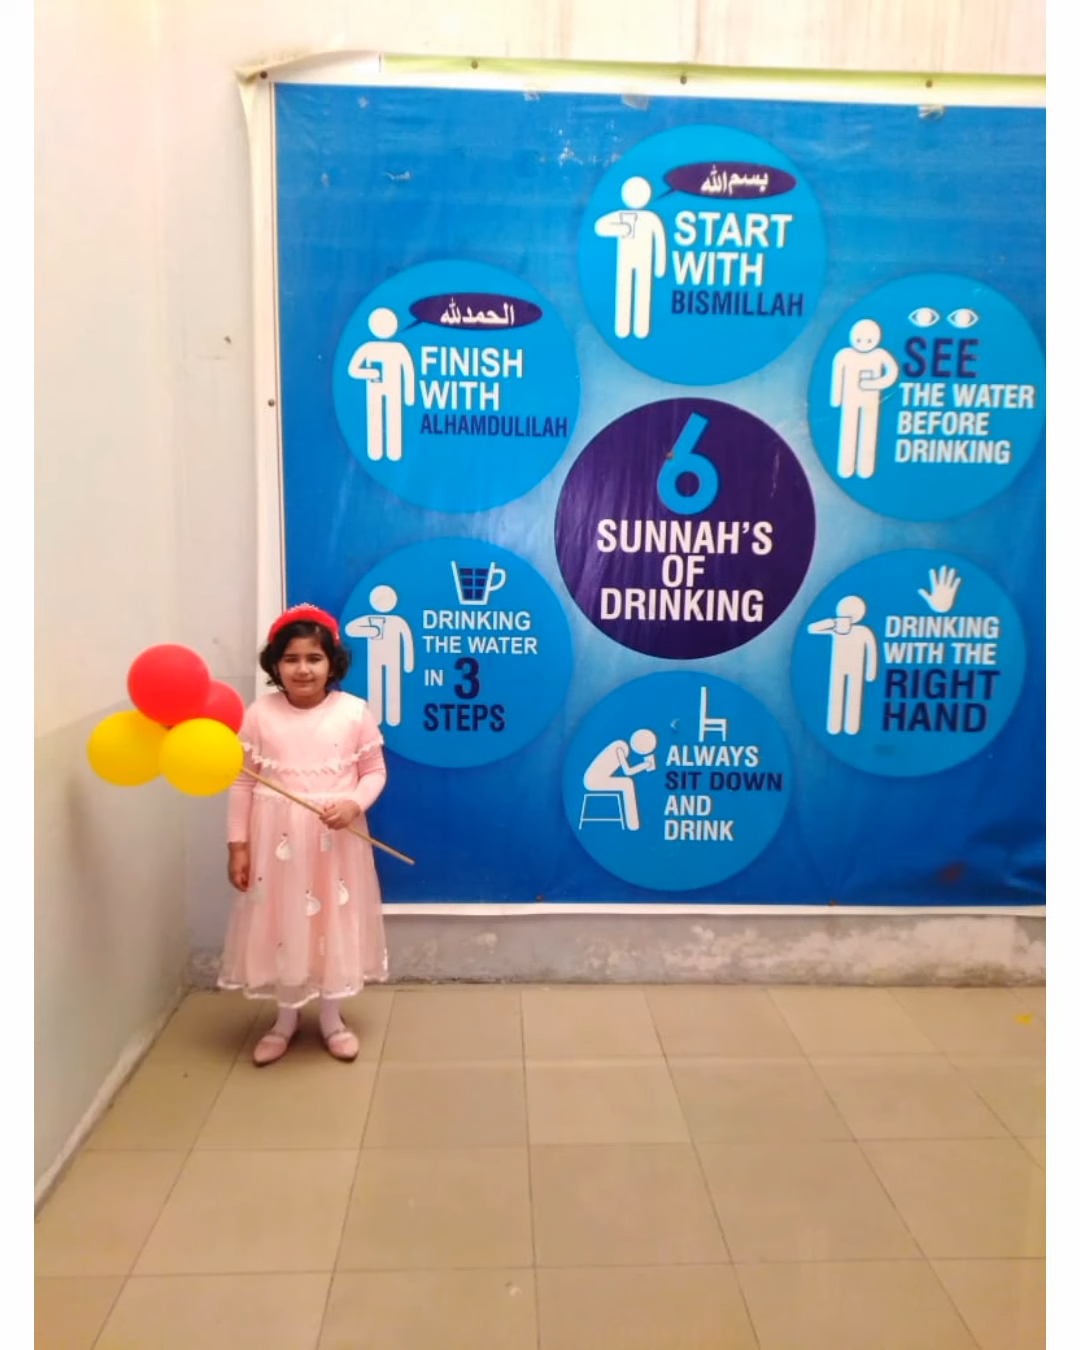 بسم الله
START
WITH
BISMILLAH
SEE
THE WATER
BEFORE
DRINKING
DRINKING
WITH THE
RIGHT
HAND
ALWAYS
SIT DOWN
AND
DRINK
DRINKING
THE WATER
IN 3
STEPS
الحمدلله
FINISH
WITH
ALHAMDULILAH
6
SUNNAH'S
OF
DRINKING